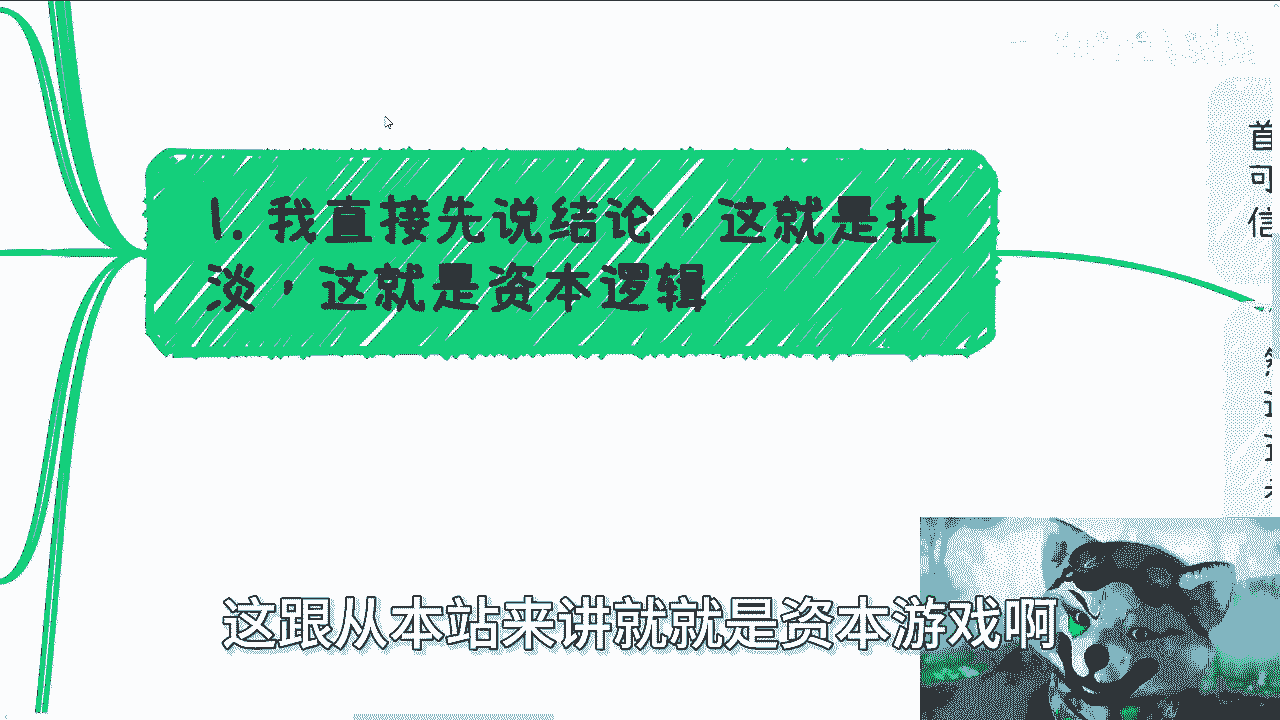 1. 我直接先说结论，这就是扯
淡，这就是资本逻辑
首
可
信
这跟从本站来讲就就是资本游戏啊